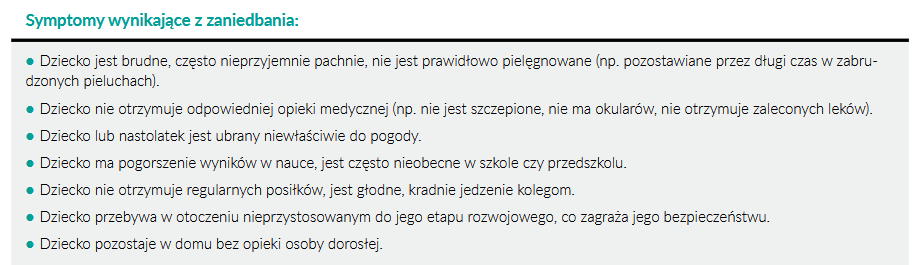 Symptomy wynikające z zaniedbania:
● Dziecko jest brudne, często nieprzyjemnie pachnie, nie jest prawidłowo pielęgnowane (np. pozostawiane przez długi czas w zabru-
dzonych pieluchach).
● Dziecko nie otrzymuje odpowiedniej opieki medycznej (np. nie jest szczepione, nie ma okularów, nie otrzymuje zaleconych leków).
● Dziecko lub nastolatek jest ubrany niewłaściwie do pogody.
● Dziecko ma pogorszenie wyników w nauce, jest często nieobecne w szkole czy przedszkolu.
● Dziecko nie otrzymuje regularnych posiłków, jest głodne, kradnie jedzenie kolegom.
● Dziecko przebywa w otoczeniu nieprzystosowanym do jego etapu rozwojowego, co zagraża jego bezpieczeństwu.
● Dziecko pozostaje w domu bez opieki osoby dorosłej.